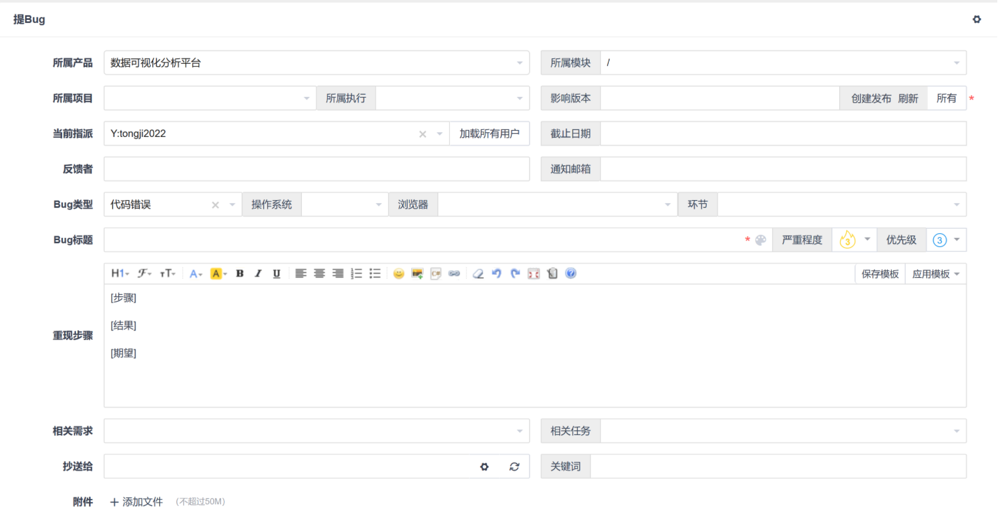 提Bug
所属产品 数据可视化分析平台 所属模块 /
所属项目 所属执行 影响版本 创建发布 刷新 所有 *
当前指派 Y:tongji2022 × 加载所有用户 截止日期
反馈者 通知邮箱
Bug类型 代码错误 × 操作系统 浏览器 环节
Bug标题 * 严重程度 3 优先级 3
H1 F TT A A B I U C# 保存模板 应用模板
[步骤]
[结果]
重现步骤
[期望]
相关需求 相关任务
抄送给 关键词
附件 + 添加文件 (不超过50M)